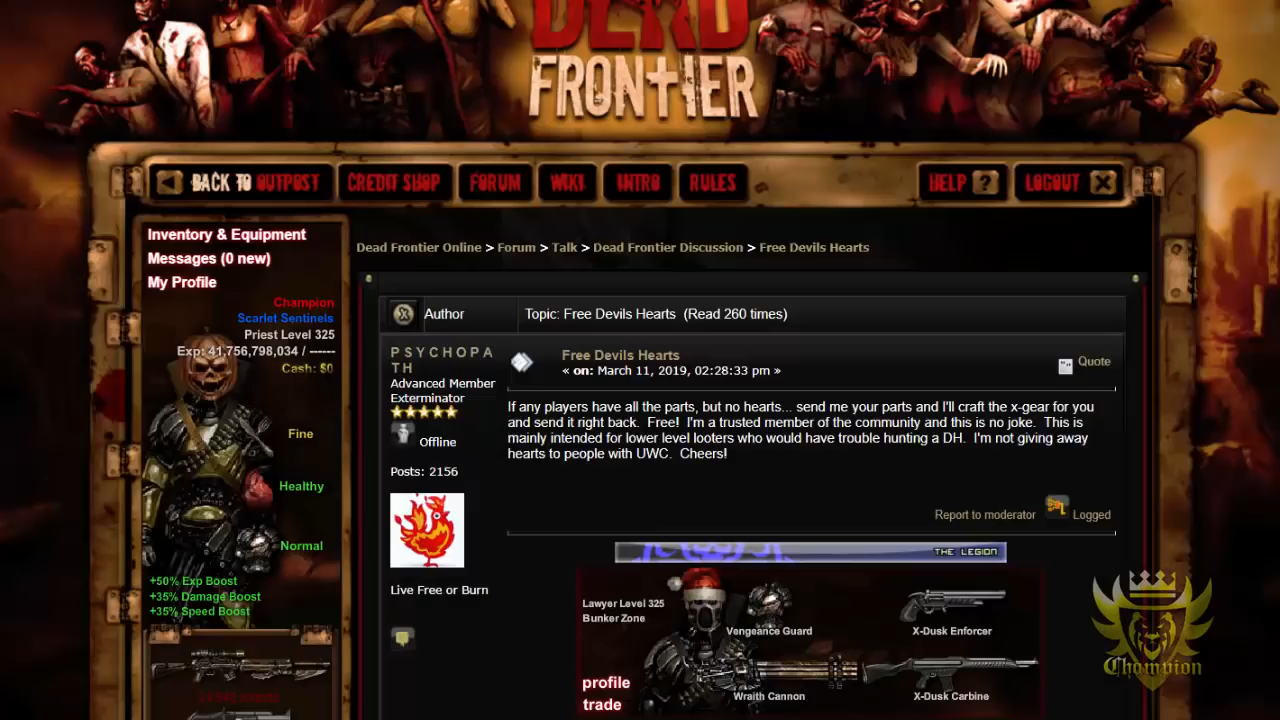 DEAD
FRONTIER
BACK TO OUTPOST
CREDIT SHOP
FORUM
WIKI
INTRO
RULES
HELP ?
LOGOUT X
Inventory & Equipment
Messages (0 new)
My Profile
Champion
Scarlet Sentinels
Priest Level 325
Exp: 41,756,798,034 / ------
Cash: $0
Fine
Healthy
Normal
+50% Exp Boost
+35% Damage Boost
+35% Speed Boost
Dead Frontier Online > Forum > Talk > Dead Frontier Discussion > Free Devils Hearts
Author
Topic: Free Devils Hearts (Read 260 times)
P S Y C H O P A
T H
Advanced Member
Exterminator
Offline
Posts: 2156
Live Free or Burn
Free Devils Hearts
« on: March 11, 2019, 02:28:33 pm »
Quote
If any players have all the parts, but no hearts... send me your parts and I'll craft the x-gear for you
and send it right back. Free! I'm a trusted member of the community and this is no joke. This is
mainly intended for lower level looters who would have trouble hunting a DH. I'm not giving away
hearts to people with UWC. Cheers!
Report to moderator
Logged
THE LEGION
Lawyer Level 325
Bunker Zone
Vengeance Guard
X-Dusk Enforcer
Wraith Cannon
X-Dusk Carbine
profile
trade
Champion